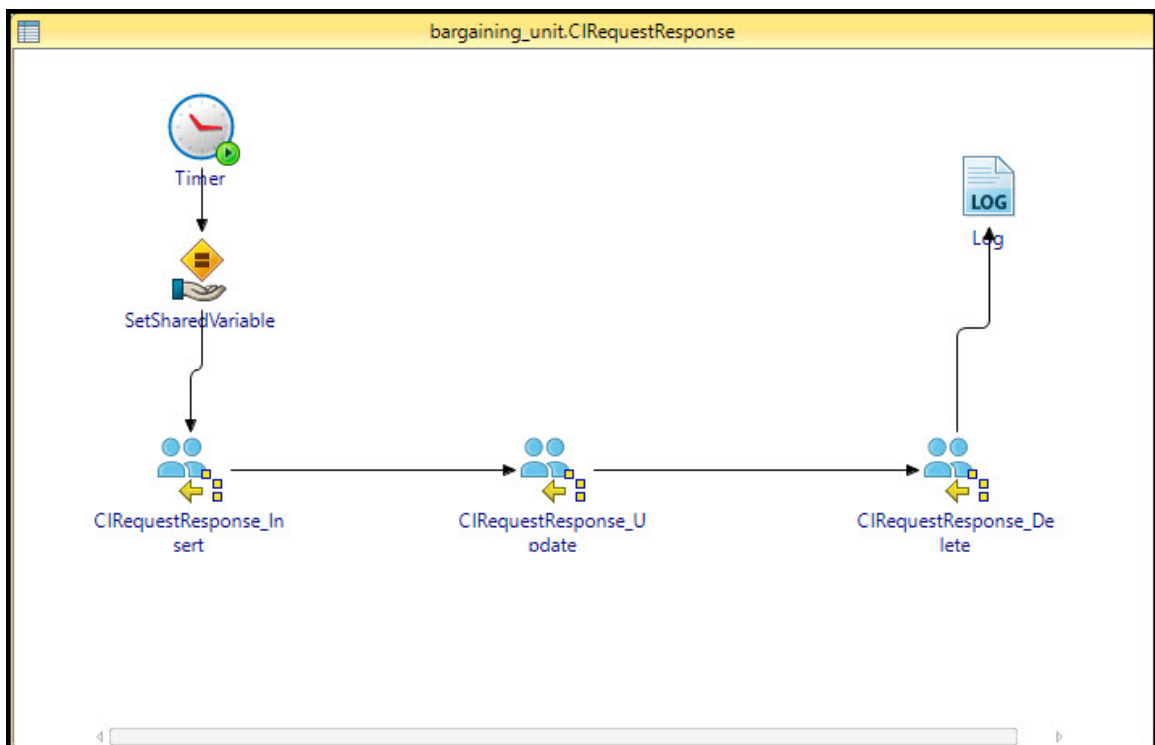 bargaining_unit.CIRequestResponse
Timer
LOG
Log
SetSharedVariable
CIRequestResponse_In
sert
CIRequestResponse_U
pdate
CIRequestResponse_De
lete